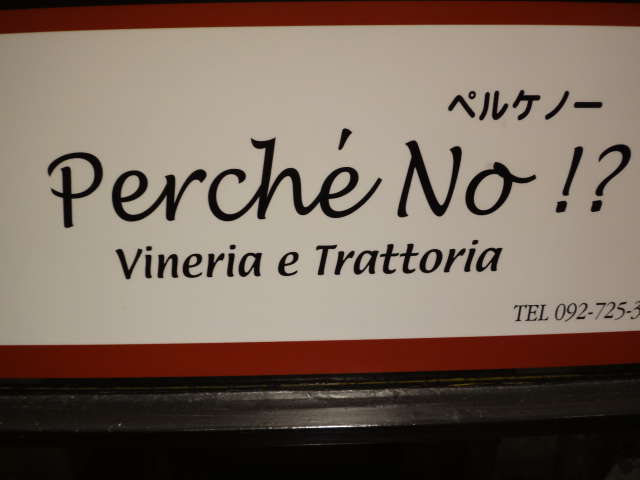 ペルケノー
Perché No !?
Vineria e Trattoria
TEL 092-725-3